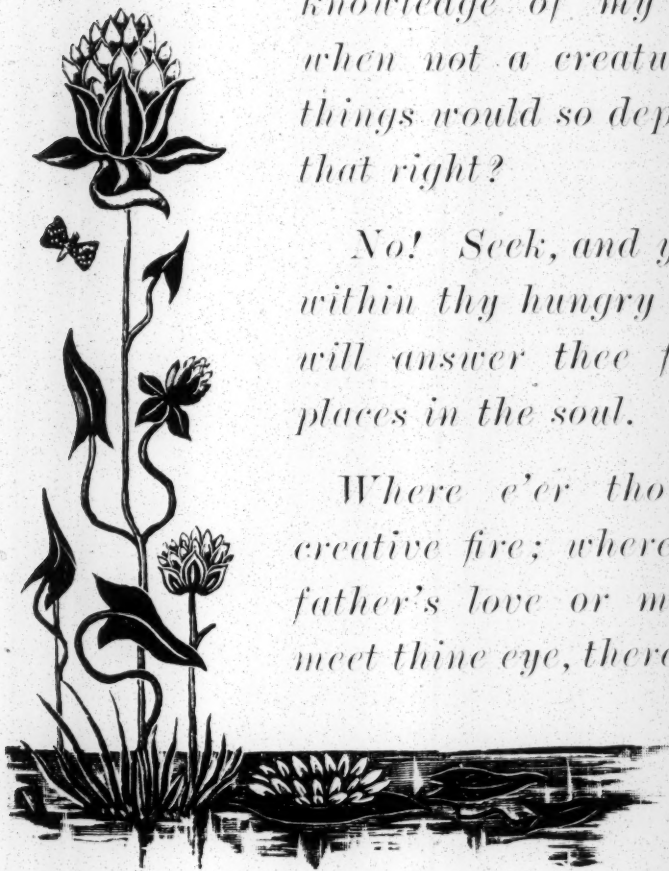 knowledge of my
when not a creatu
things would so dep
that right?
No! Seek, and y
within thy hungry
will answer thee f
places in the soul.
Where e'er tho
creative fire; where
father's love or m
meet thine eye, there